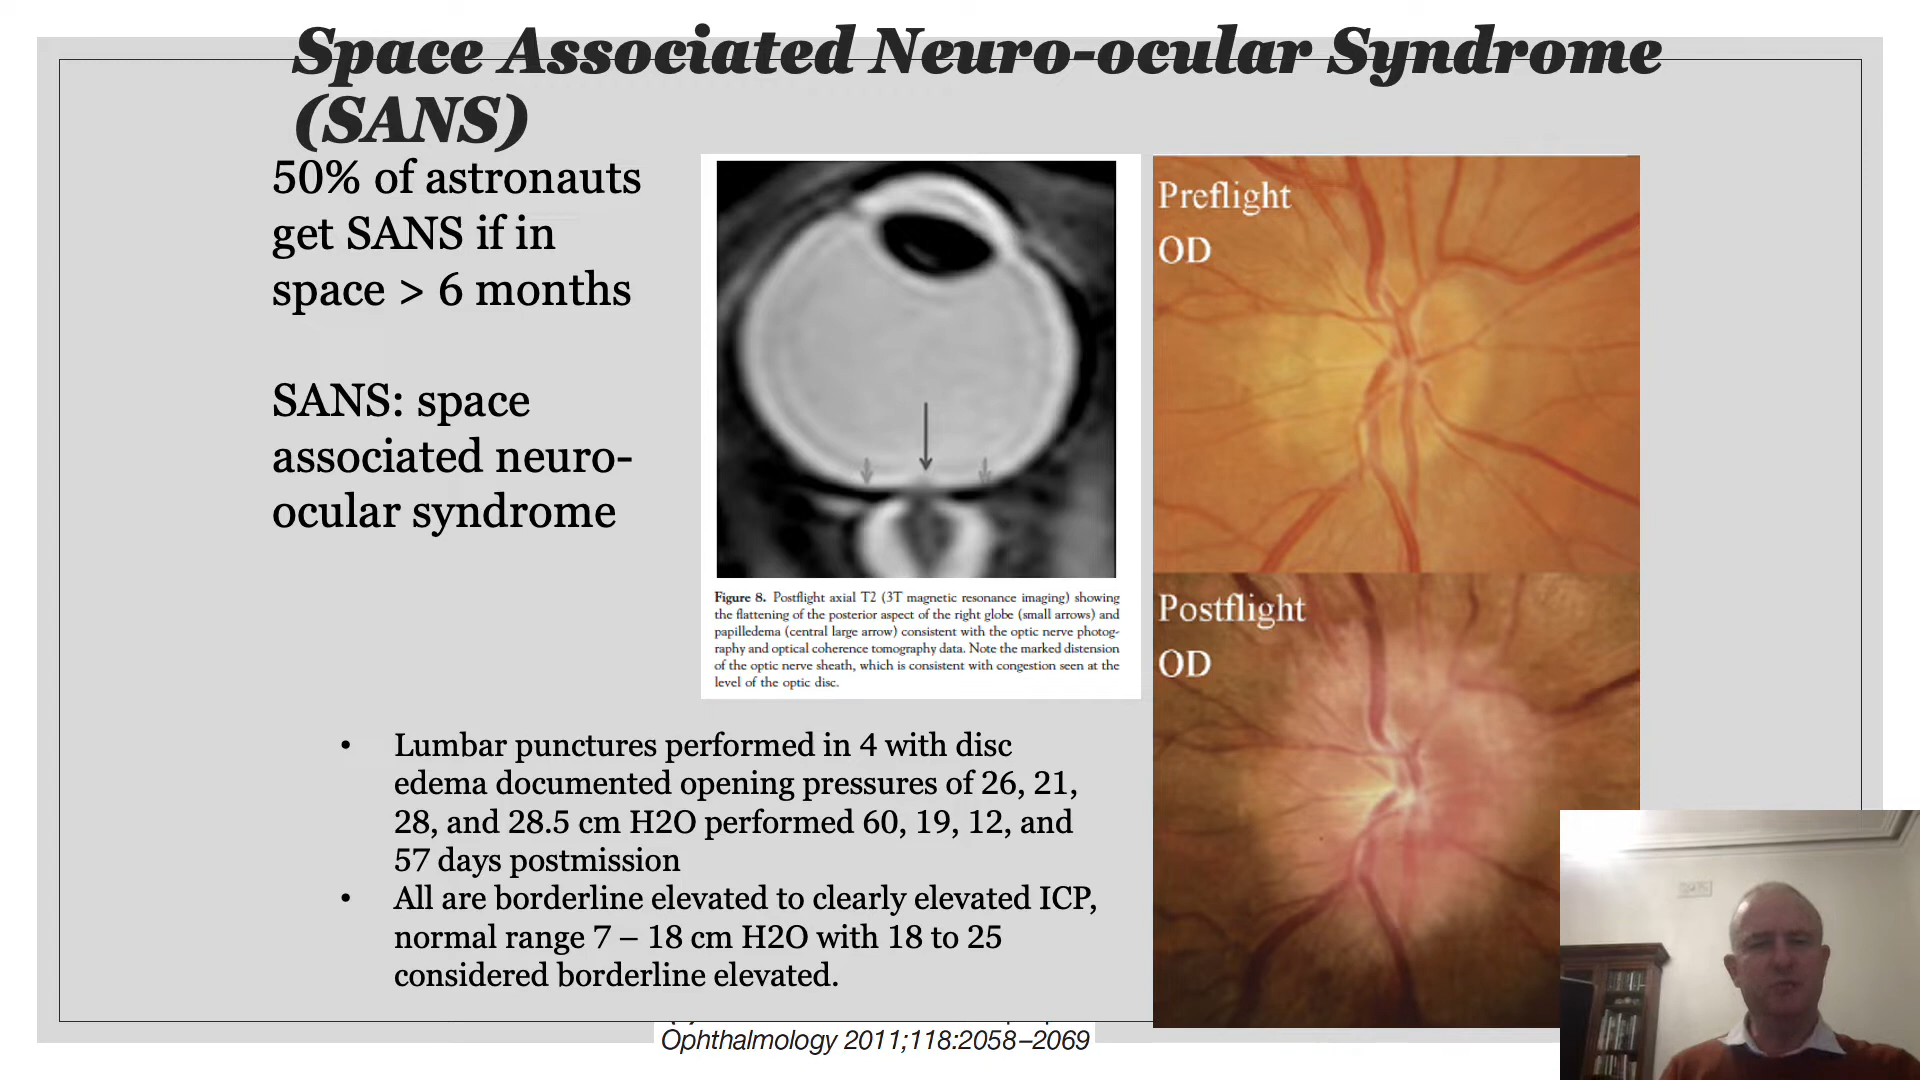 Space Associated Neuro-ocular Syndrome
(SANS)
50% of astronauts
get SANS if in
space > 6 months
SANS: space
associated neuro-
ocular syndrome
Figure 8. Postflight axial T2 (3T magnetic resonance imaging) showing
the flattening of the posterior aspect of the right globe (small arrows) and
papilledema (central large arrow) consistent with the optic nerve photog-
raphy and optical coherence tomography data. Note the marked distension
of the optic nerve sheath, which is consistent with congestion seen at the
level of the optic disc.
Preflight
OD
Postflight
OD
• Lumbar punctures performed in 4 with disc
edema documented opening pressures of 26, 21,
28, and 28.5 cm H2O performed 60, 19, 12, and
57 days postmission
• All are borderline elevated to clearly elevated ICP,
normal range 7 – 18 cm H2O with 18 to 25
considered borderline elevated.
Ophthalmology 2011;118:2058–2069